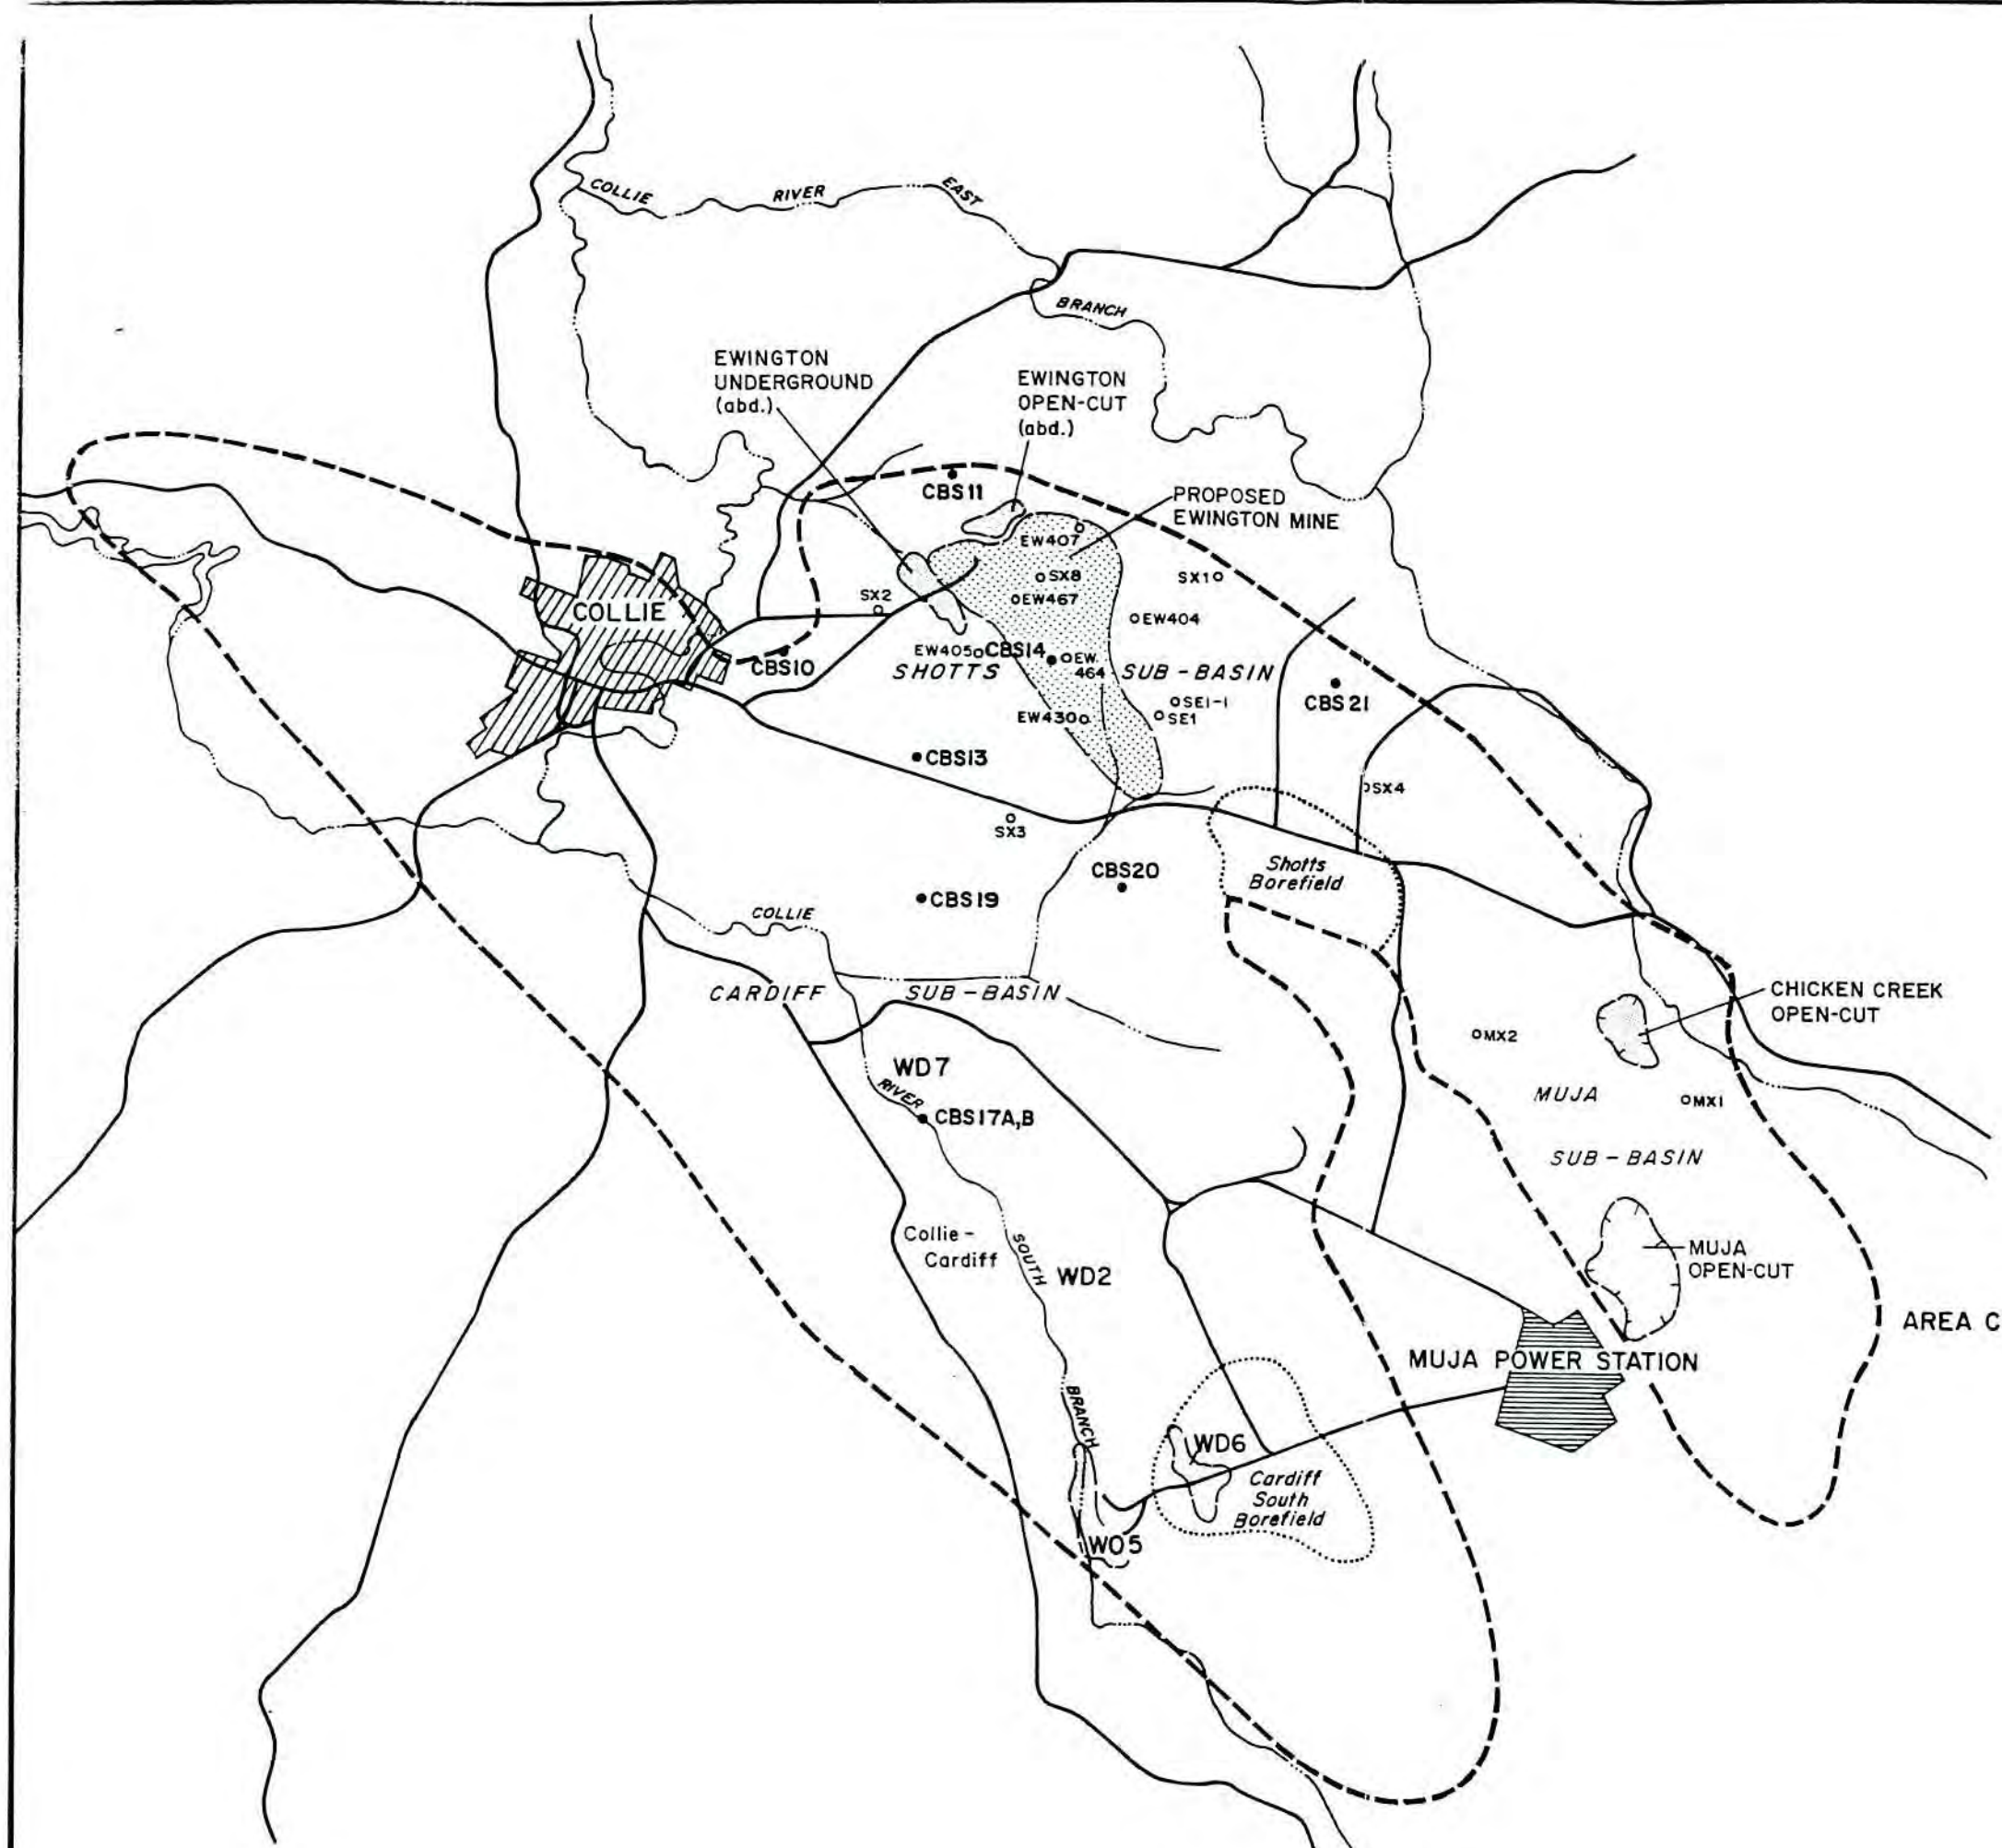 COLLIE
RIVER
EAST
BRANCH
EWINGTON
UNDERGROUND
(abd.)
EWINGTON
OPEN-CUT
(abd.)
CBS11
PROPOSED
EWINGTON MINE
EW407
SX8
SX1
EW467
SX2
EW404
COLLIE
EW405
CBS14
EW
464
CBS10
SHOTTS
SUB-BASIN
SE1-1
SE1
EW430
CBS21
CBS13
SX4
SX3
Shotts
Borefield
CBS20
CBS19
COLLIE
CARDIFF
SUB-BASIN
CHICKEN CREEK
OPEN-CUT
MX2
WD7
RIVER
CBS17A,B
MUJA
MX1
SUB-BASIN
Collie-
Cardiff
SOUTH
WD2
MUJA
OPEN-CUT
AREA C
MUJA POWER STATION
BRANCH
WD6
Cardiff
South
Borefield
WO5